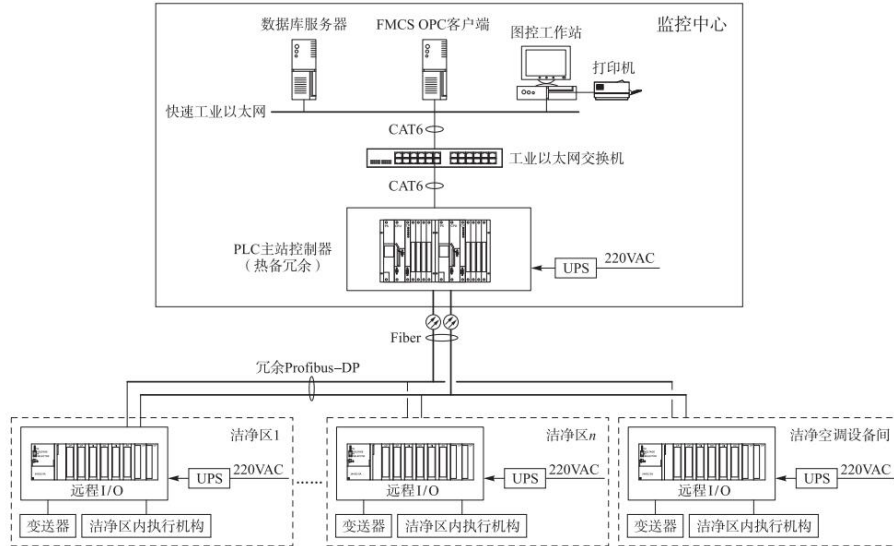 数据库服务器
FMCS OPC客户端
图控工作站
监控中心
打印机
快速工业以太网
CAT6
工业以太网交换机
CAT6
PLC主站控制器
（热备冗余）
UPS
220VAC
Fiber
冗余Profibus-DP
洁净区1
远程I/O
UPS
220VAC
变送器
洁净区内执行机构
......
洁净区n
远程I/O
UPS
220VAC
变送器
洁净区内执行机构
洁净空调设备间
远程I/O
UPS
220VAC
变送器
洁净区内执行机构